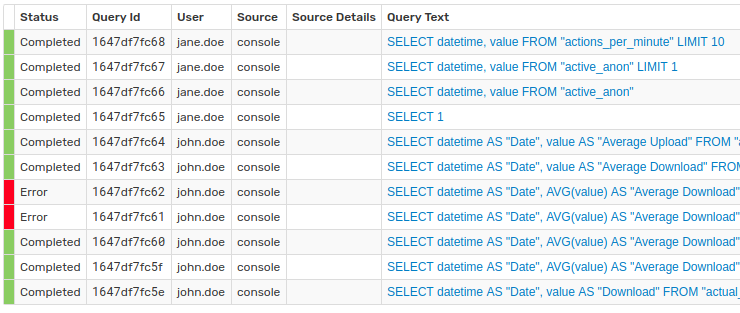 Status Query Id User Source Source Details Query Text
Completed 1647df7fc68 jane.doe console SELECT datetime, value FROM "actions_per_minute" LIMIT 10
Completed 1647df7fc67 jane.doe console SELECT datetime, value FROM "active_anon" LIMIT 1
Completed 1647df7fc66 jane.doe console SELECT datetime, value FROM "active_anon"
Completed 1647df7fc65 jane.doe console SELECT 1
Completed 1647df7fc64 john.doe console SELECT datetime AS "Date", value AS "Average Upload" FROM "a
Completed 1647df7fc63 john.doe console SELECT datetime AS "Date", value AS "Average Download" FROM
Error 1647df7fc62 john.doe console SELECT datetime AS "Date", AVG(value) AS "Average Download"
Error 1647df7fc61 john.doe console SELECT datetime AS "Date", AVG(value) AS "Average Download"
Completed 1647df7fc60 john.doe console SELECT datetime AS "Date", AVG(value) AS "Average Download"
Completed 1647df7fc5f john.doe console SELECT datetime AS "Date", AVG(value) AS "Average Download"
Completed 1647df7fc5e john.doe console SELECT datetime AS "Date", value AS "Download" FROM "actual_